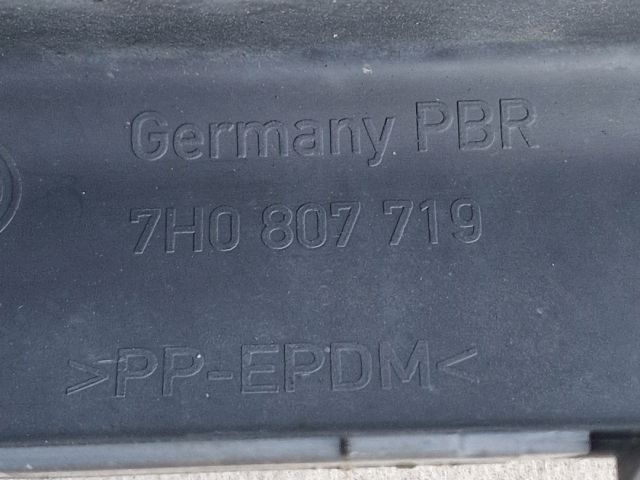 Germany PBR
7H0 807 719
>PP-EPDM<